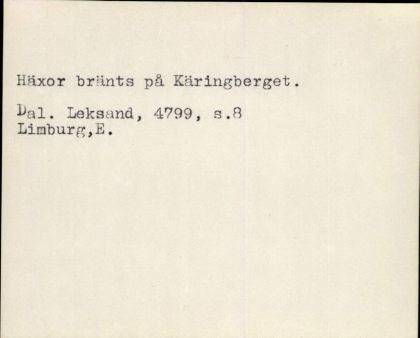 Häxor bränts på Käringberget.
Dal. Leksand, 4799, s.8
Limburg,E.